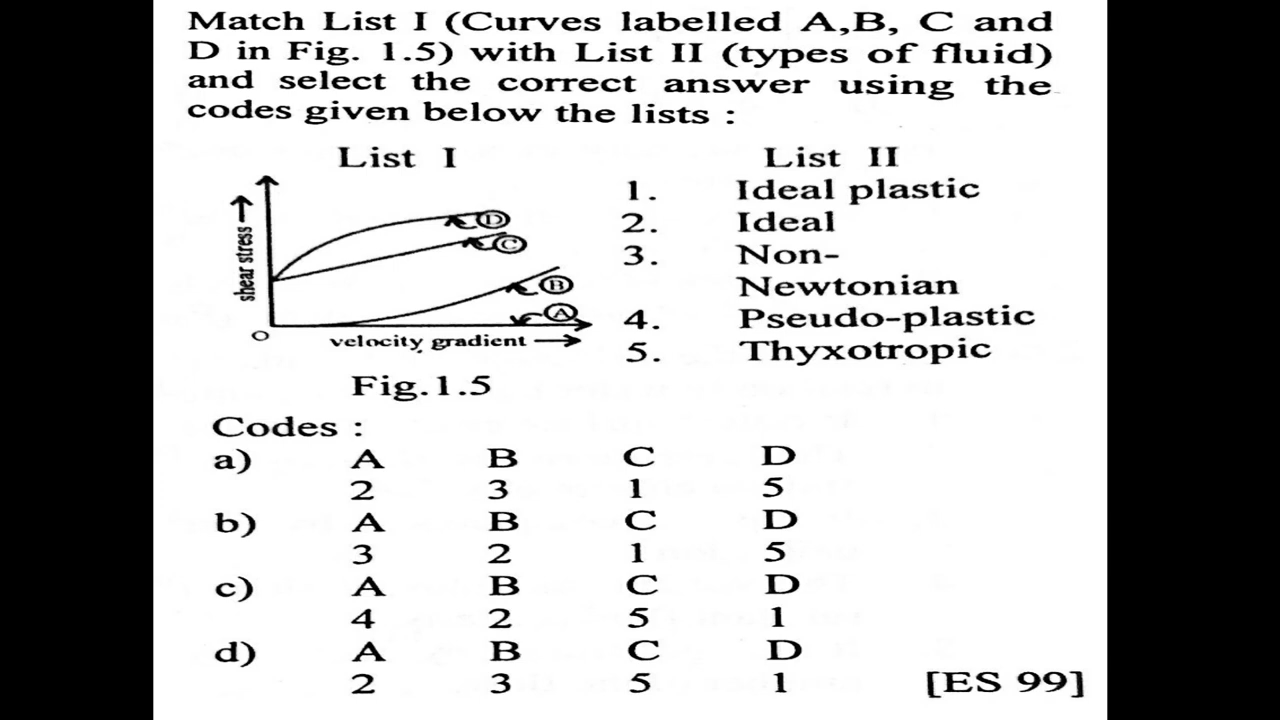 Match List I (Curves labelled A,B, C and
D in Fig. 1.5) with List II (types of fluid)
and select the correct answer using the
codes given below the lists :
List I
List II
1. Ideal plastic
2. Ideal
3. Non-
Newtonian
4. Pseudo-plastic
5. Thyxotropic
shear stress
D
C
B
A
O
velocity gradient
Fig.1.5
Codes :
a) A B C D
2 3 1 5
b) A B C D
3 2 1 5
c) A B C D
4 2 5 1
d) A B C D
2 3 5 1 [ES 99]